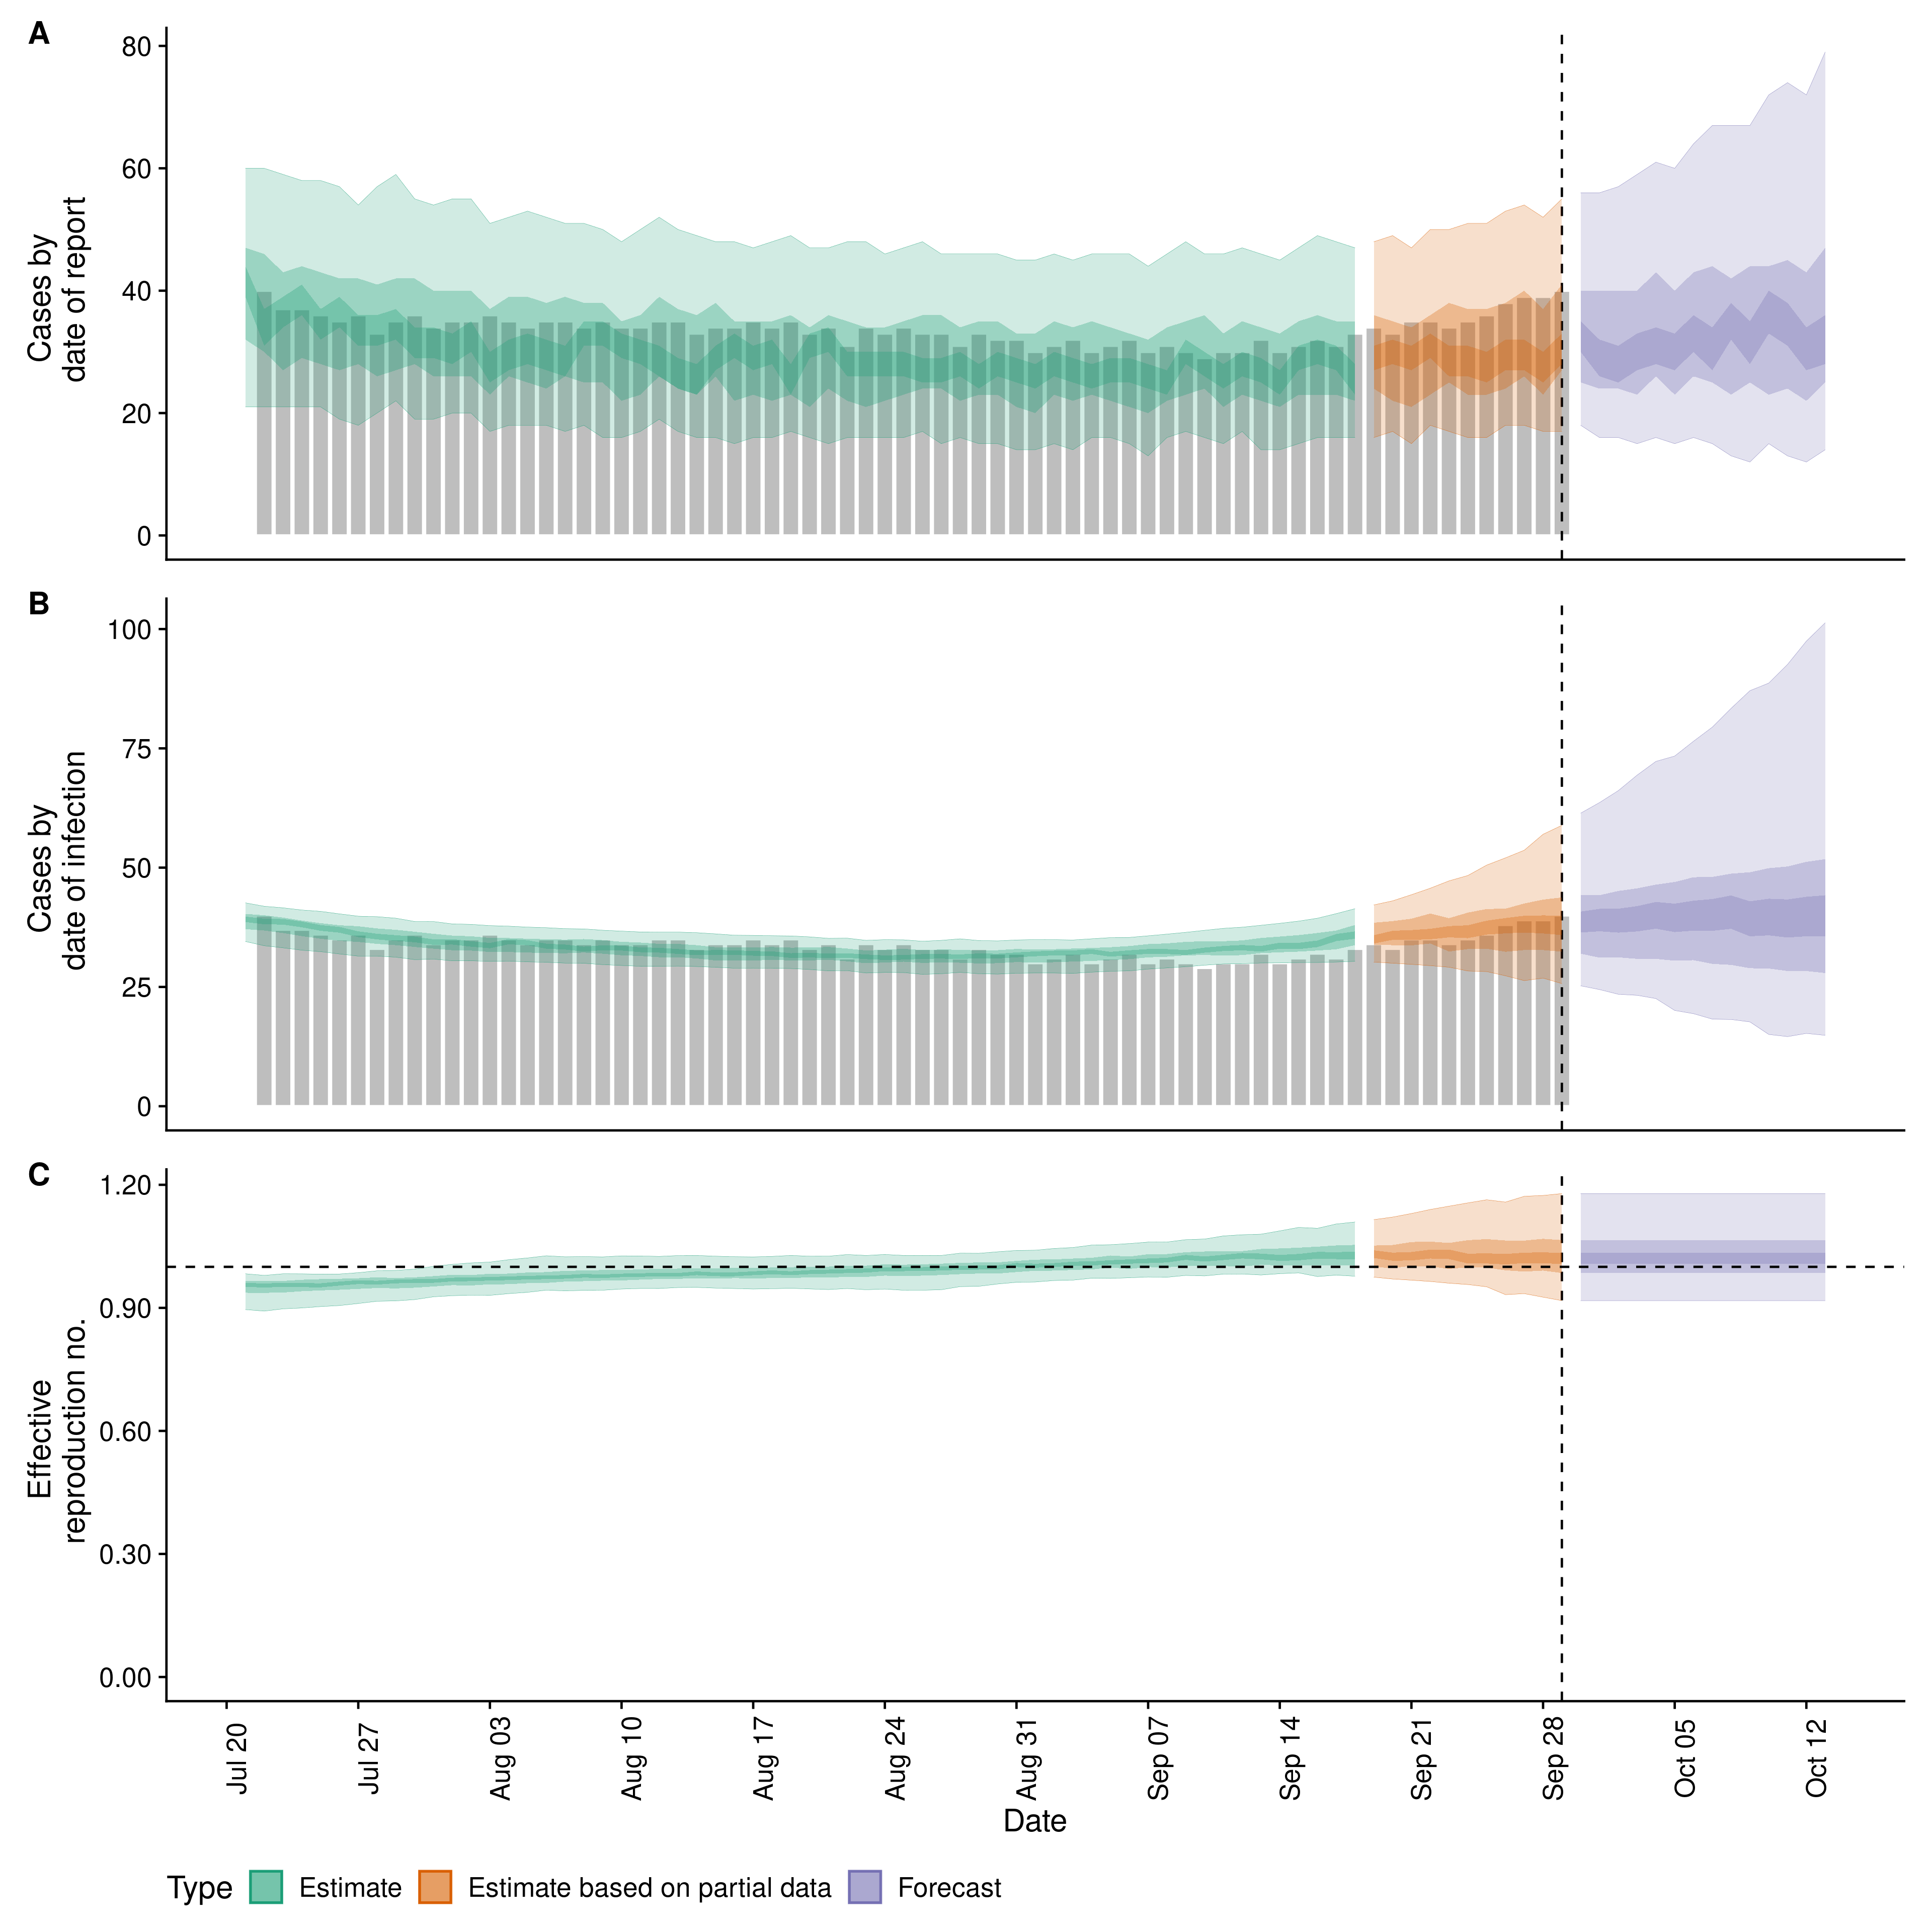 A
80
60
40
20
0
Cases by
date of report
B
100
75
50
25
0
Cases by
date of infection
C
1.20
0.90
0.60
0.30
0.00
Effective
reproduction no.
Jul 20
Jul 27
Aug 03
Aug 10
Aug 17
Aug 24
Aug 31
Sep 07
Sep 14
Sep 21
Sep 28
Oct 05
Oct 12
Date
Type Estimate Estimate based on partial data Forecast